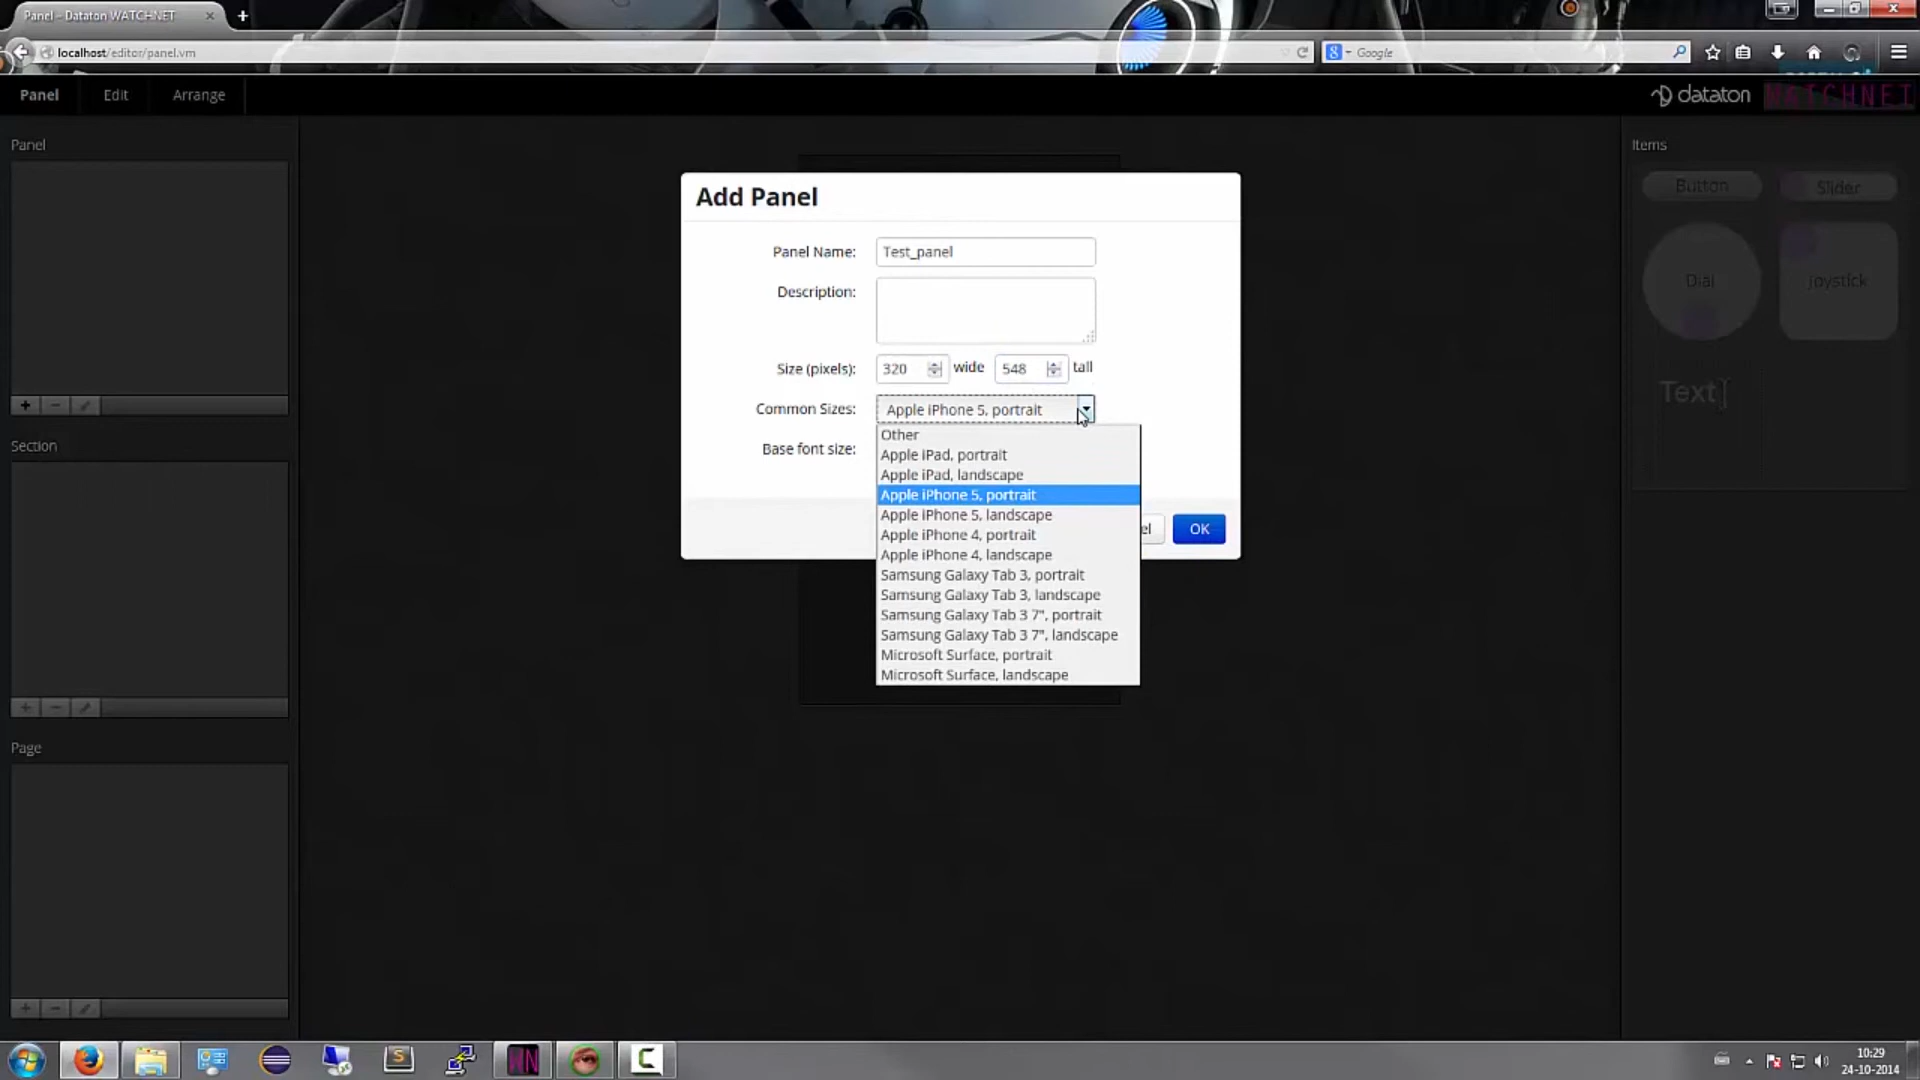 Panel – Dataton WATCHNET
localhost/editor/panel.vm
Google
Panel Edit Arrange
dataton WATCHNET
Panel
Items
Button Slider
Dial joystick
Text
Section
Page
Add Panel
Panel Name: Test_panel
Description:
Size (pixels): 320 wide 548 tall
Common Sizes: Apple iPhone 5, portrait
Base font size:
Other
Apple iPad, portrait
Apple iPad, landscape
Apple iPhone 5, portrait
Apple iPhone 5, landscape
Apple iPhone 4, portrait
Apple iPhone 4, landscape
Samsung Galaxy Tab 3, portrait
Samsung Galaxy Tab 3, landscape
Samsung Galaxy Tab 3 7", portrait
Samsung Galaxy Tab 3 7", landscape
Microsoft Surface, portrait
Microsoft Surface, landscape
el OK
10:29
24-10-2014